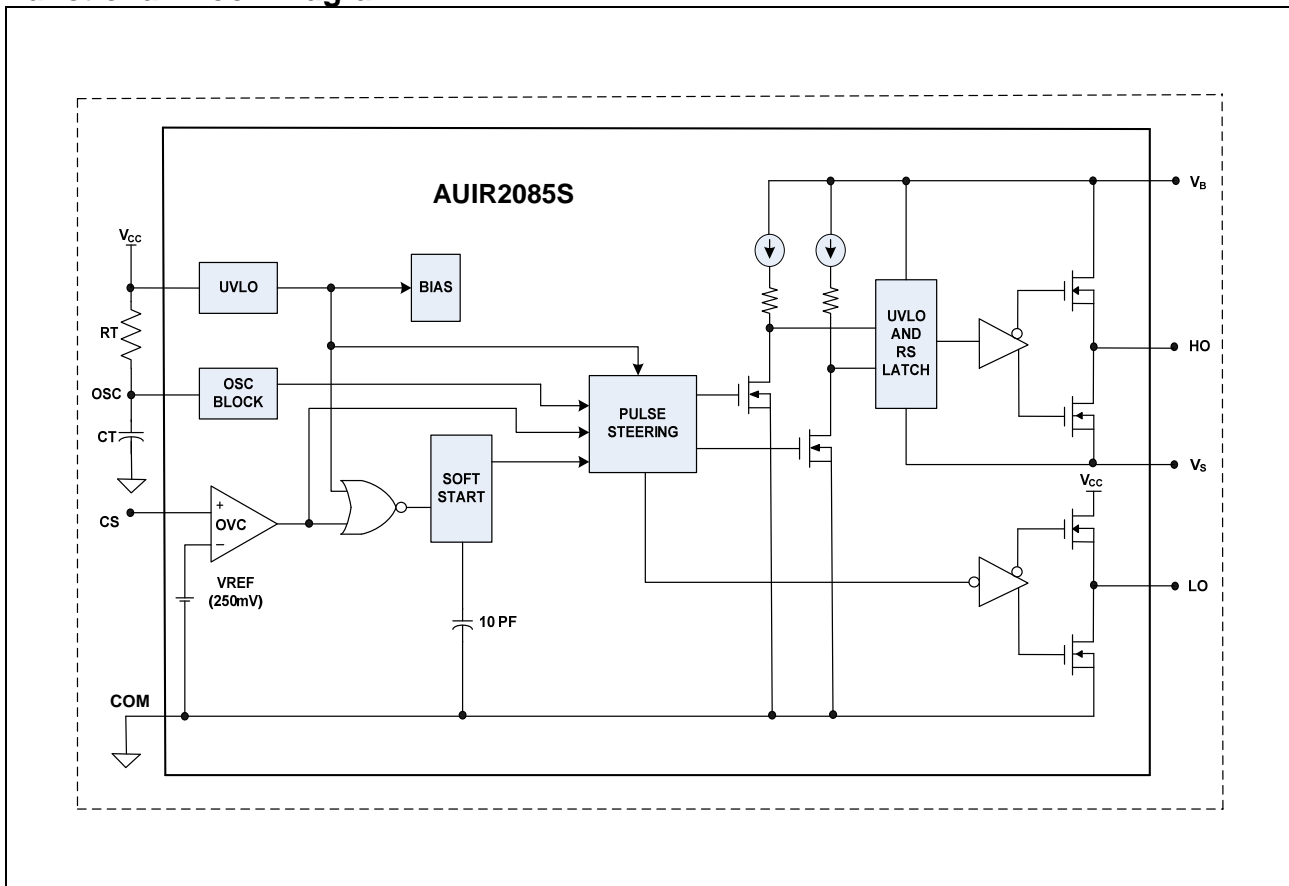 AUIR2085S
VB
VCC
UVLO
BIAS
RT
UVLO
AND
RS
LATCH
HO
OSC
OSC
BLOCK
PULSE
STEERING
CT
SOFT
START
VS
VCC
CS
+
OVC
−
VREF
(250mV)
LO
10 PF
COM